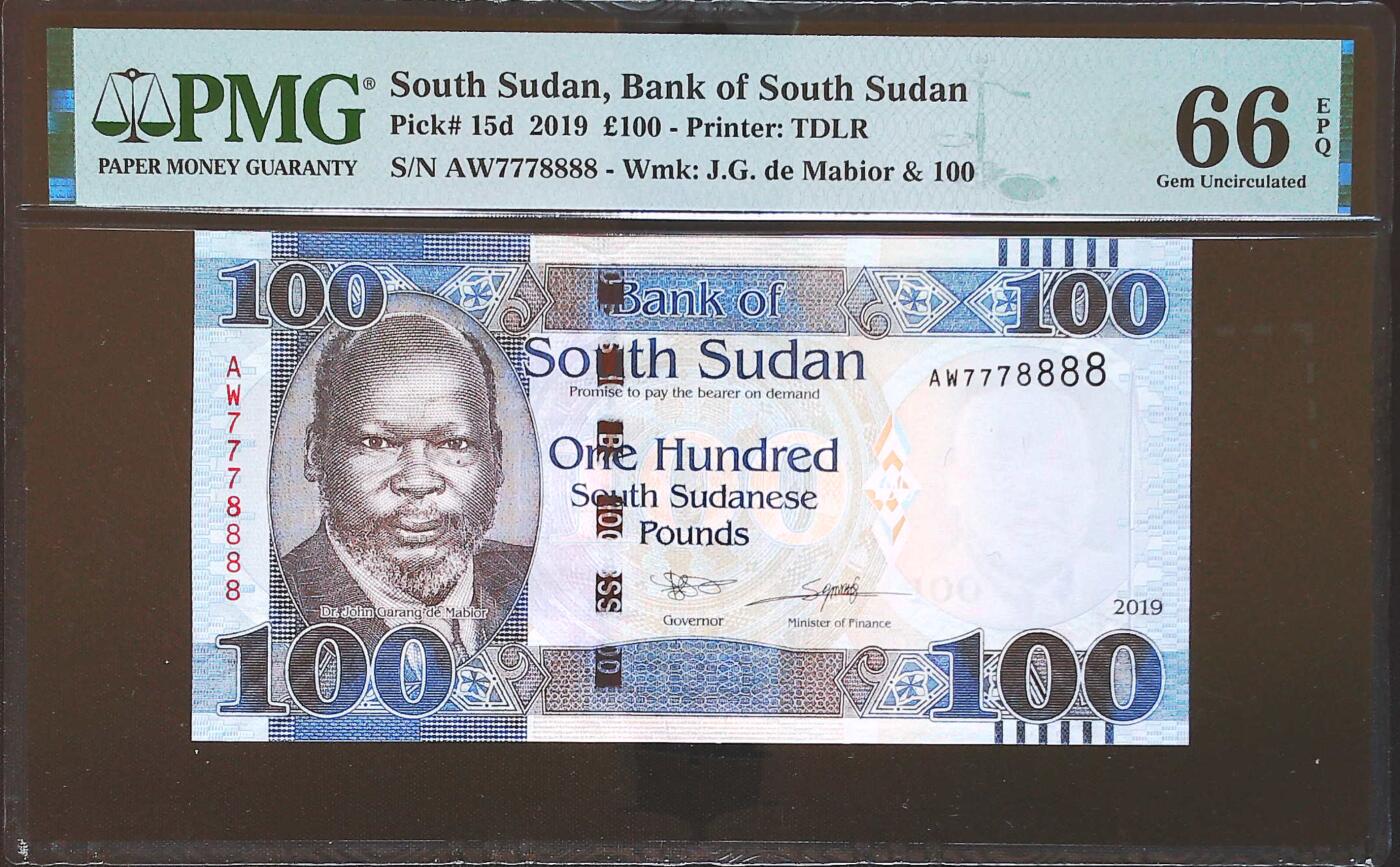 PMG®
PAPER MONEY GUARANTY
South Sudan, Bank of South Sudan
Pick# 15d 2019 £100 - Printer: TDLR
S/N AW7778888 - Wmk: J.G. de Mabior & 100
66
EPQ
Gem Uncirculated
100
Bank of
100
South Sudan
Promise to pay the bearer on demand
AW7778888
AW7778888
One Hundred
South Sudanese
Pounds
100
Dr. John Garang de Mabior
Governor
Minister of Finance
2019
100
100